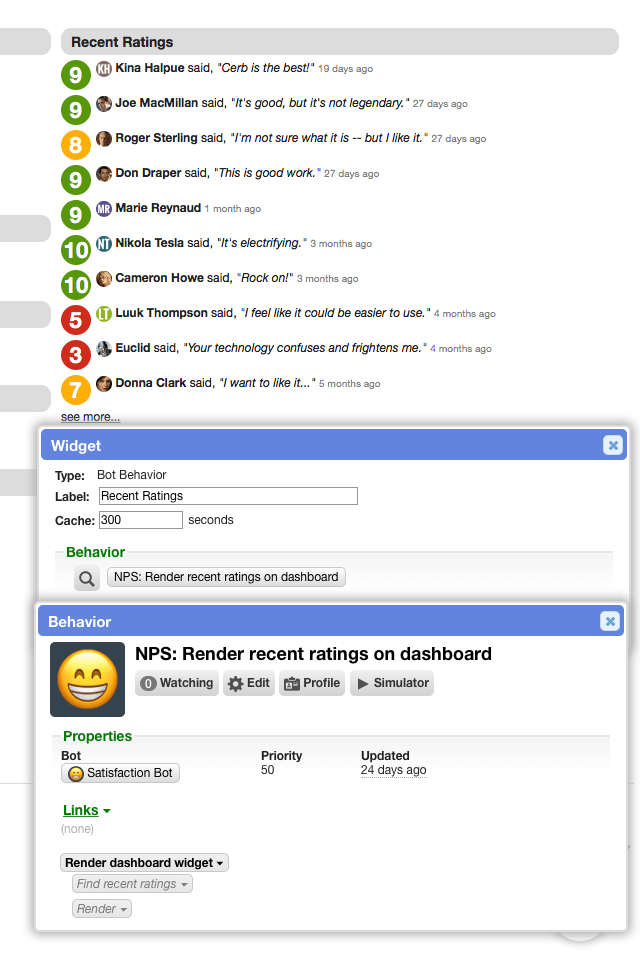 Recent Ratings
9 KH Kina Halpue said, "Cerb is the best!" 19 days ago
9 Joe MacMillan said, "It's good, but it's not legendary." 27 days ago
8 Roger Sterling said, "I'm not sure what it is -- but I like it." 27 days ago
9 Don Draper said, "This is good work." 27 days ago
9 MR Marie Reynaud 1 month ago
10 NT Nikola Tesla said, "It's electrifying." 3 months ago
10 Cameron Howe said, "Rock on!" 3 months ago
5 LT Luuk Thompson said, "I feel like it could be easier to use." 4 months ago
3 Euclid said, "Your technology confuses and frightens me." 4 months ago
7 Donna Clark said, "I want to like it..." 5 months ago
see more...
Widget
Type: Bot Behavior
Label: Recent Ratings
Cache: 300 seconds
Behavior
NPS: Render recent ratings on dashboard
Behavior
NPS: Render recent ratings on dashboard
0 Watching Edit Profile Simulator
Properties
Bot Priority Updated
Satisfaction Bot 50 24 days ago
Links
(none)
Render dashboard widget
Find recent ratings
Render